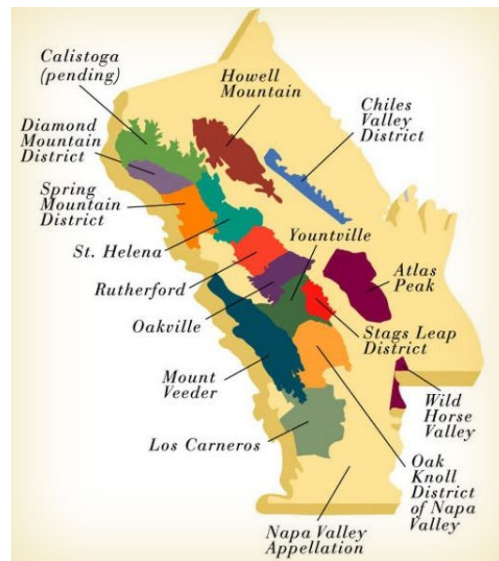 Calistoga
(pending)
Howell
Mountain
Chiles
Valley
District
Diamond
Mountain
District
Spring
Mountain
District
Yountville
St. Helena
Atlas
Peak
Rutherford
Oakville
Stags Leap
District
Mount
Veeder
Wild
Horse
Valley
Los Carneros
Oak
Knoll
District
of Napa
Valley
Napa Valley
Appellation